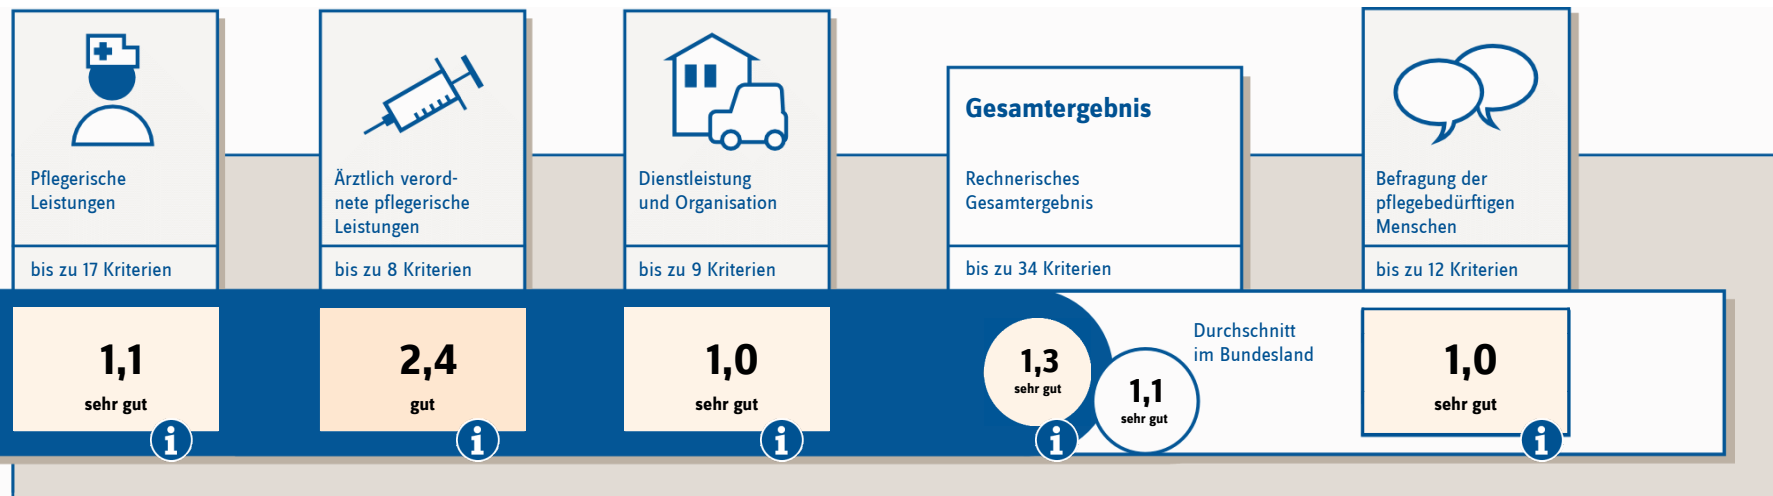 Pflegerische
Leistungen
bis zu 17 Kriterien
1,1
sehr gut
i
Ärztlich verord-
nete pflegerische
Leistungen
bis zu 8 Kriterien
2,4
gut
i
Dienstleistung
und Organisation
bis zu 9 Kriterien
1,0
sehr gut
i
Gesamtergebnis
Rechnerisches
Gesamtergebnis
bis zu 34 Kriterien
1,3
sehr gut
i
1,1
sehr gut
Durchschnitt
im Bundesland
Befragung der
pflegebedürftigen
Menschen
bis zu 12 Kriterien
1,0
sehr gut
i